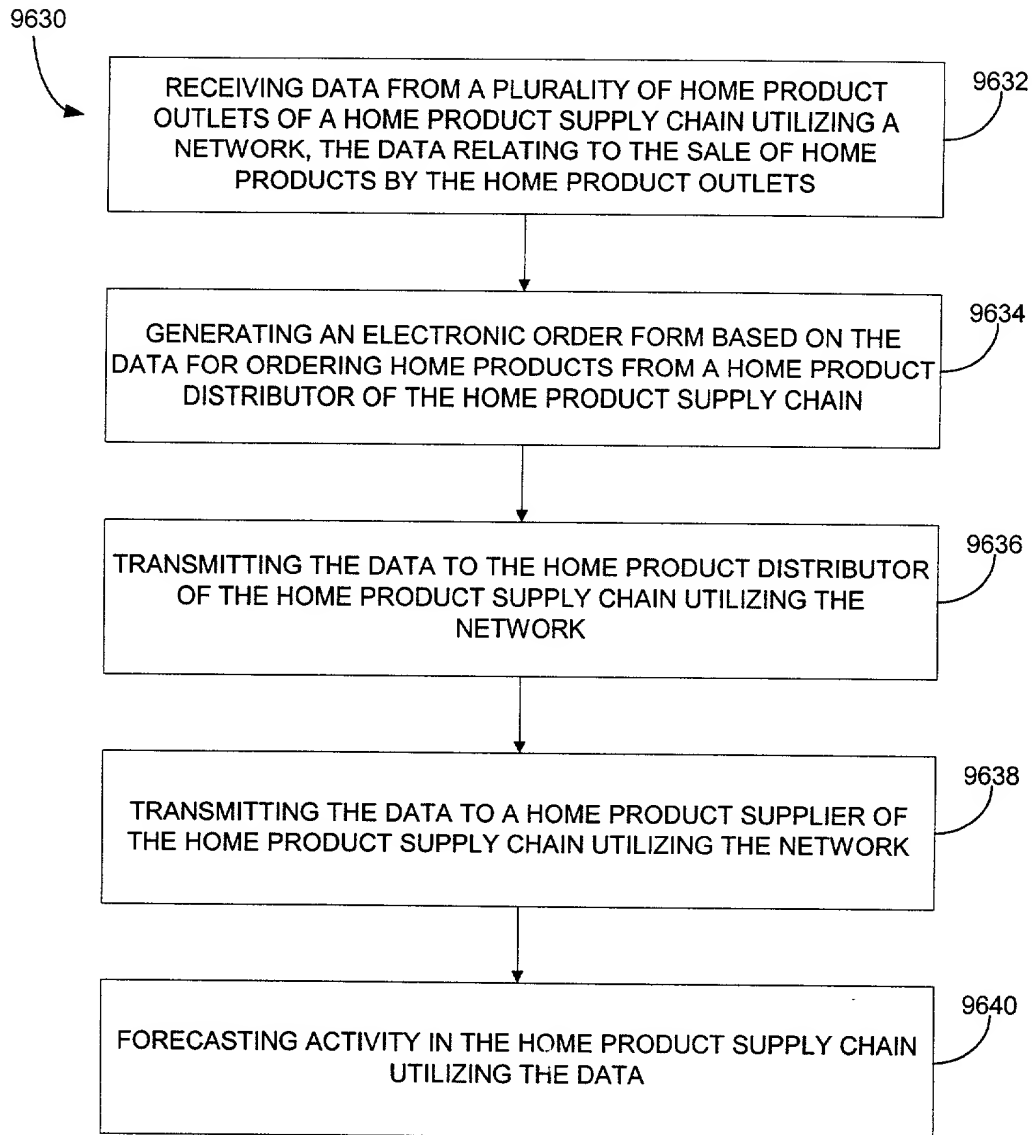 9630
RECEIVING DATA FROM A PLURALITY OF HOME PRODUCT
OUTLETS OF A HOME PRODUCT SUPPLY CHAIN UTILIZING A
NETWORK, THE DATA RELATING TO THE SALE OF HOME
PRODUCTS BY THE HOME PRODUCT OUTLETS
9632
GENERATING AN ELECTRONIC ORDER FORM BASED ON THE
DATA FOR ORDERING HOME PRODUCTS FROM A HOME PRODUCT
DISTRIBUTOR OF THE HOME PRODUCT SUPPLY CHAIN
9634
TRANSMITTING THE DATA TO THE HOME PRODUCT DISTRIBUTOR
OF THE HOME PRODUCT SUPPLY CHAIN UTILIZING THE
NETWORK
9636
TRANSMITTING THE DATA TO A HOME PRODUCT SUPPLIER OF
THE HOME PRODUCT SUPPLY CHAIN UTILIZING THE NETWORK
9638
FORECASTING ACTIVITY IN THE HOME PRODUCT SUPPLY CHAIN
UTILIZING THE DATA
9640